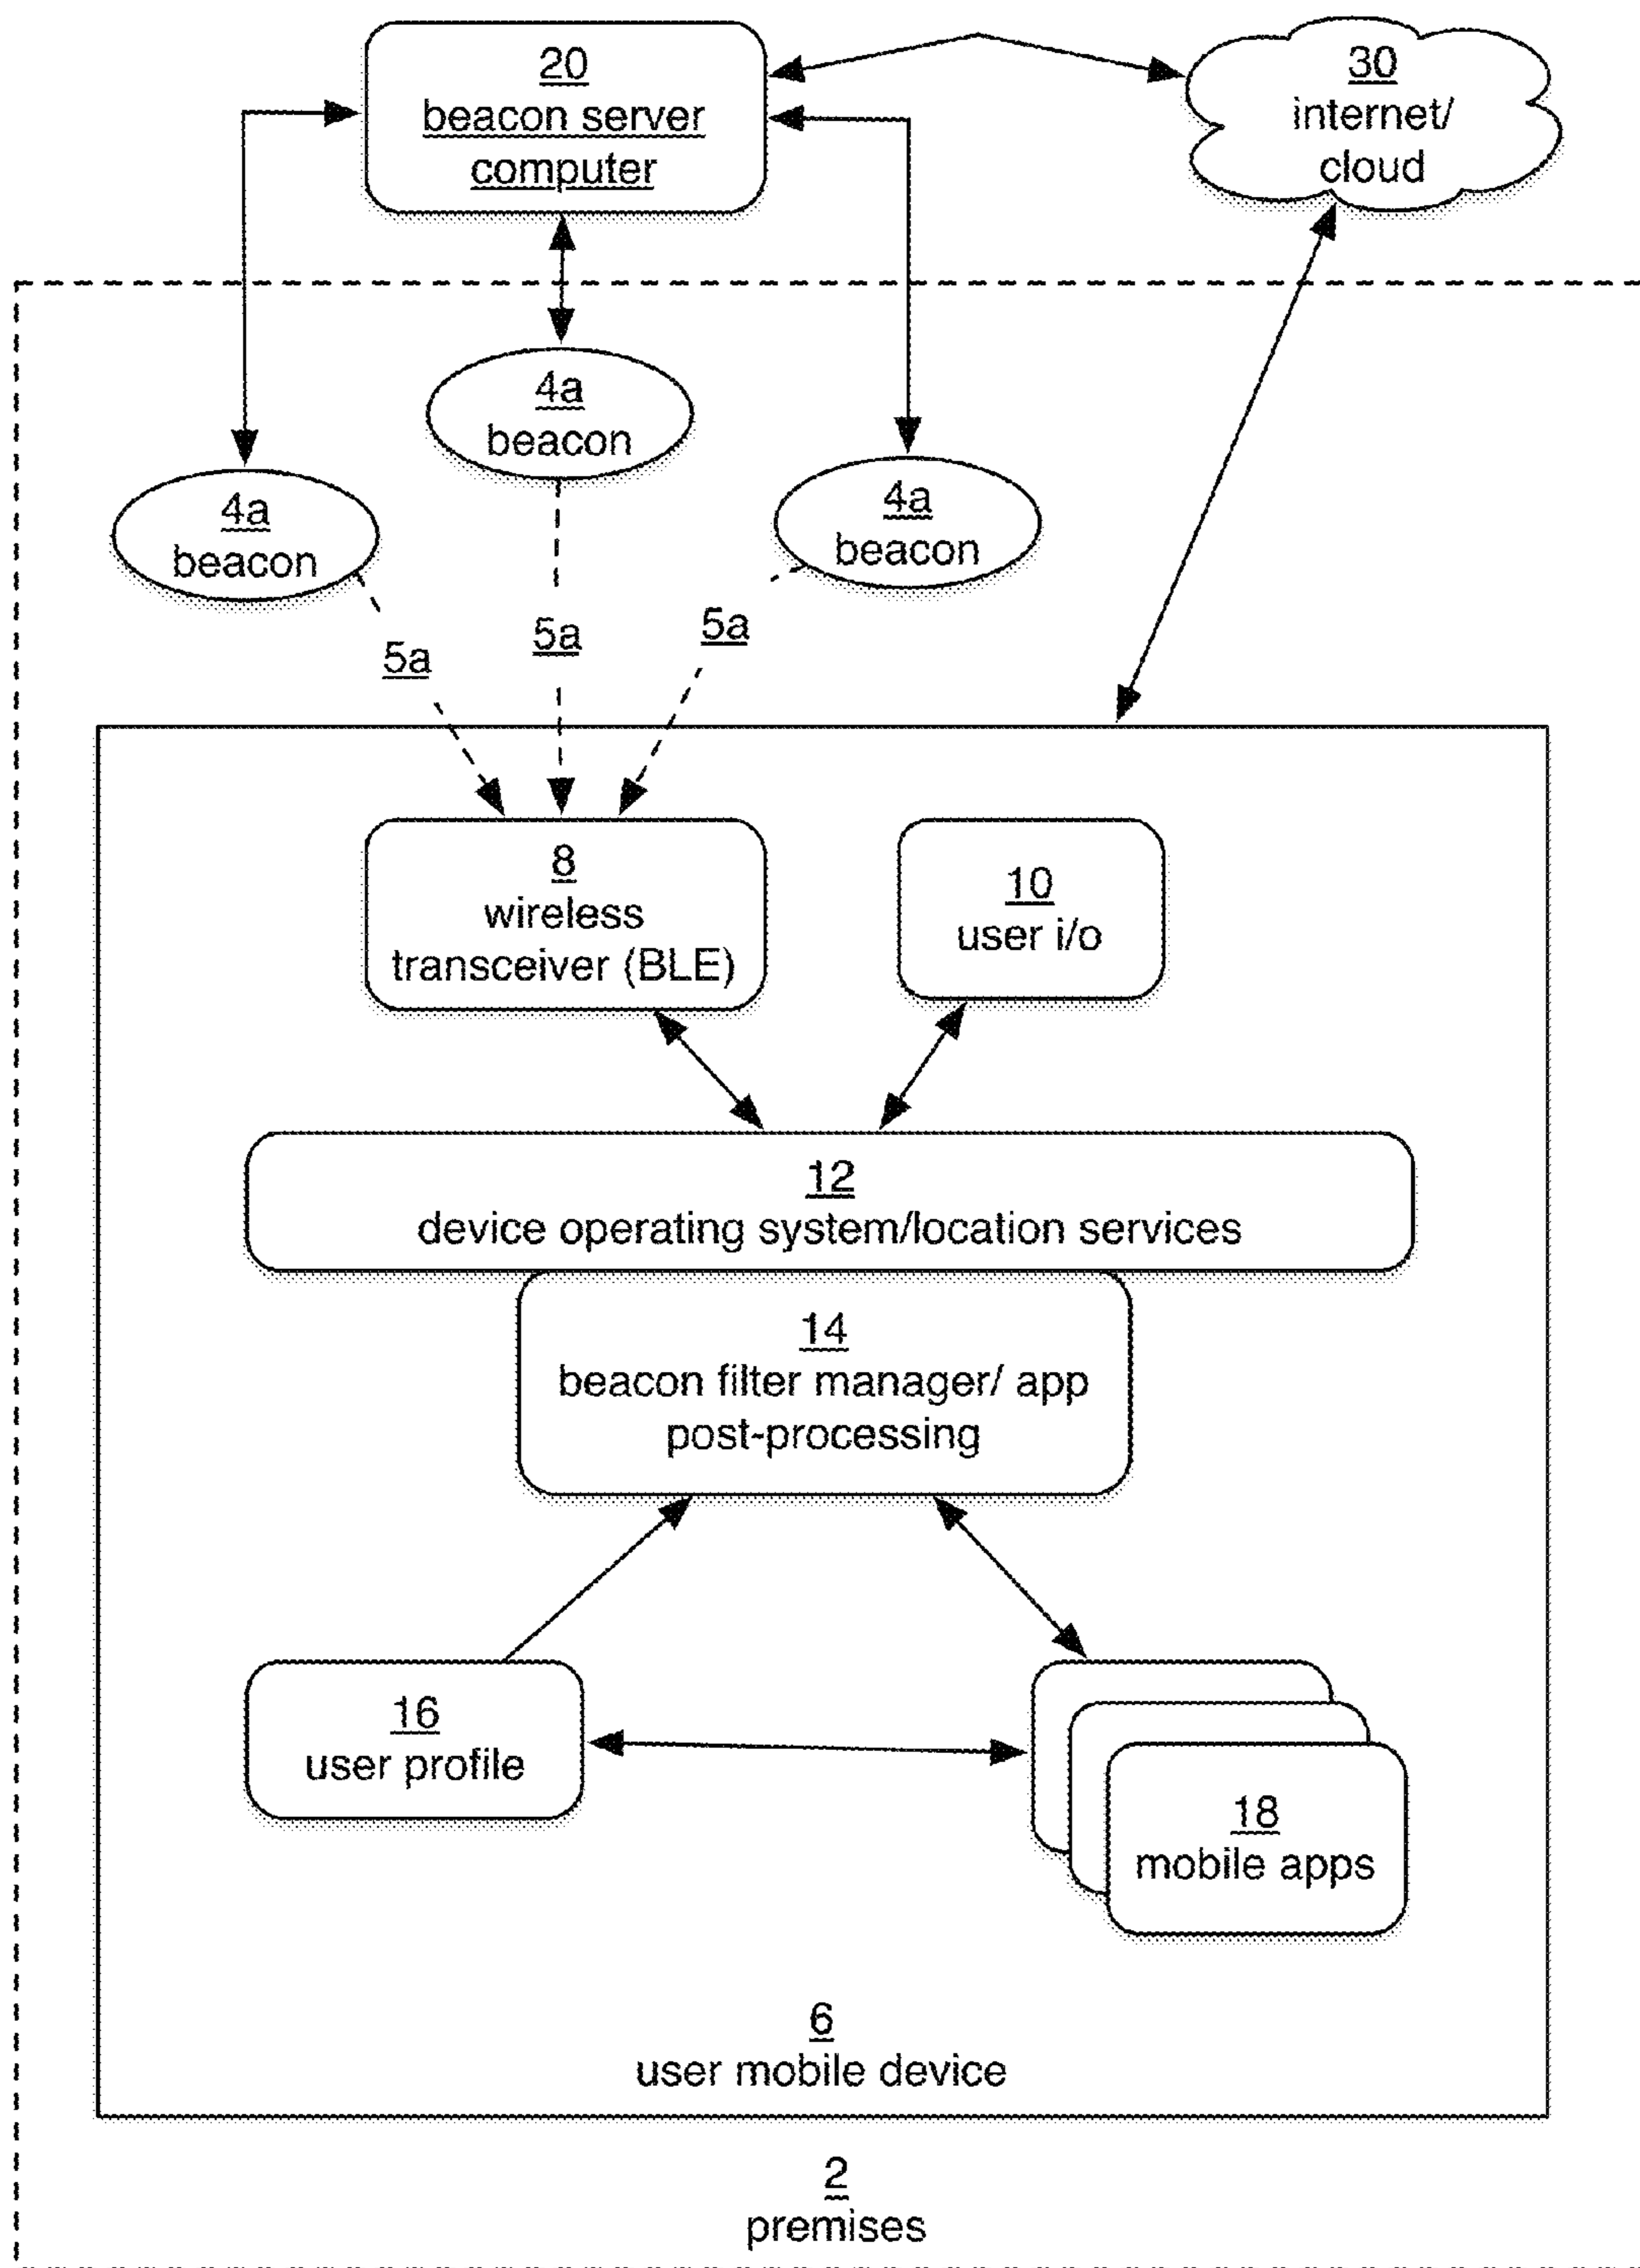 20
beacon server
computer
30
internet/
cloud
4a
beacon
4a
beacon
4a
beacon
5a
5a
5a
8
wireless
transceiver (BLE)
10
user i/o
12
device operating system/location services
14
beacon filter manager/ app
post-processing
16
user profile
18
mobile apps
6
user mobile device
2
premises